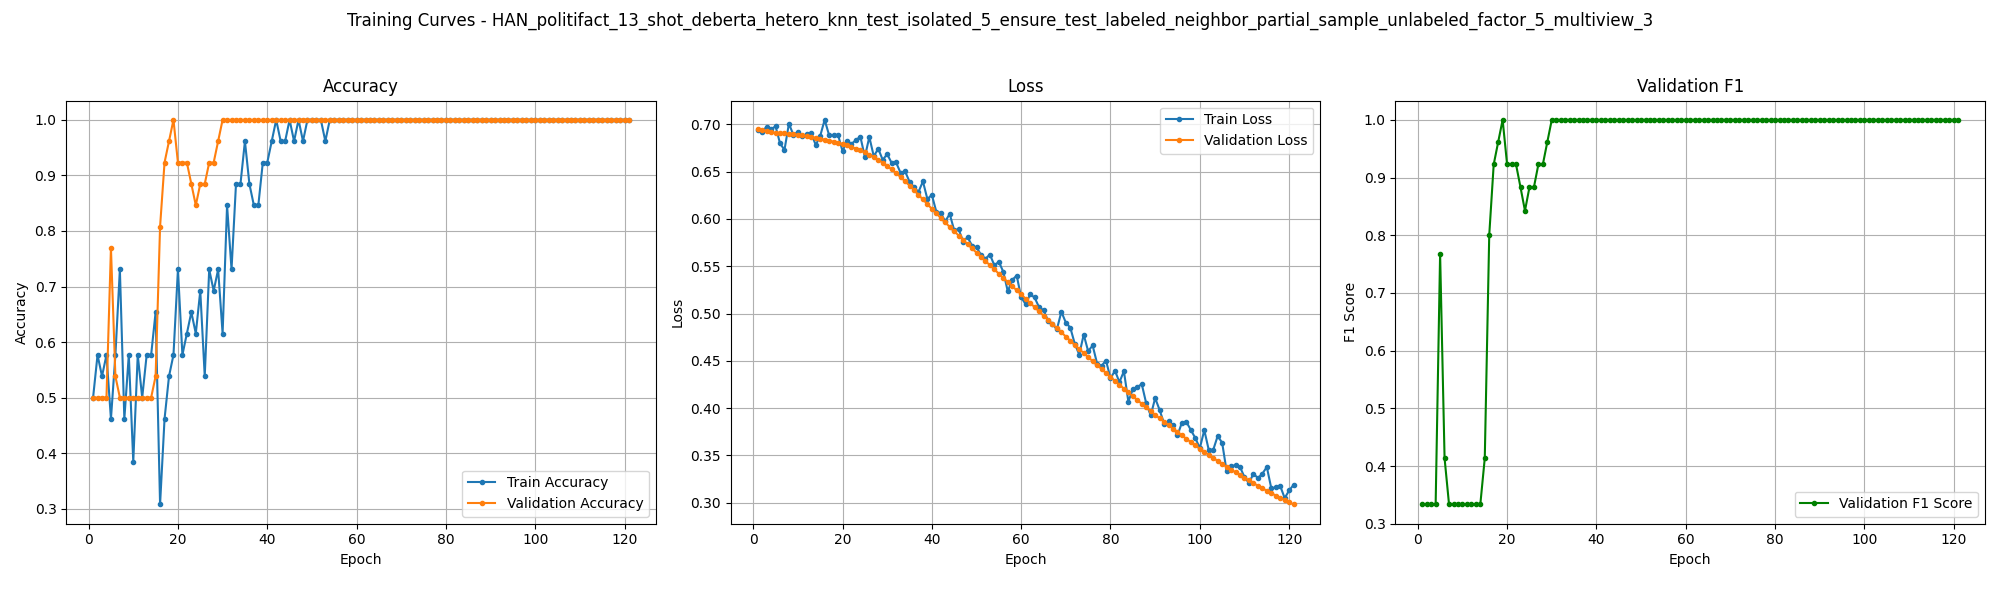 Training Curves - HAN_politifact_13_shot_deberta_hetero_knn_test_isolated_5_ensure_test_labeled_neighbor_partial_sample_unlabeled_factor_5_multiview_3
Accuracy
1.0
0.9
0.8
0.7
0.6
0.5
0.4
0.3
Accuracy
0 20 40 60 80 100 120
Epoch
Train Accuracy
Validation Accuracy
Loss
0.70
0.65
0.60
0.55
0.50
0.45
0.40
0.35
0.30
Loss
0 20 40 60 80 100 120
Epoch
Train Loss
Validation Loss
Validation F1
1.0
0.9
0.8
0.7
0.6
0.5
0.4
0.3
F1 Score
0 20 40 60 80 100 120
Epoch
Validation F1 Score